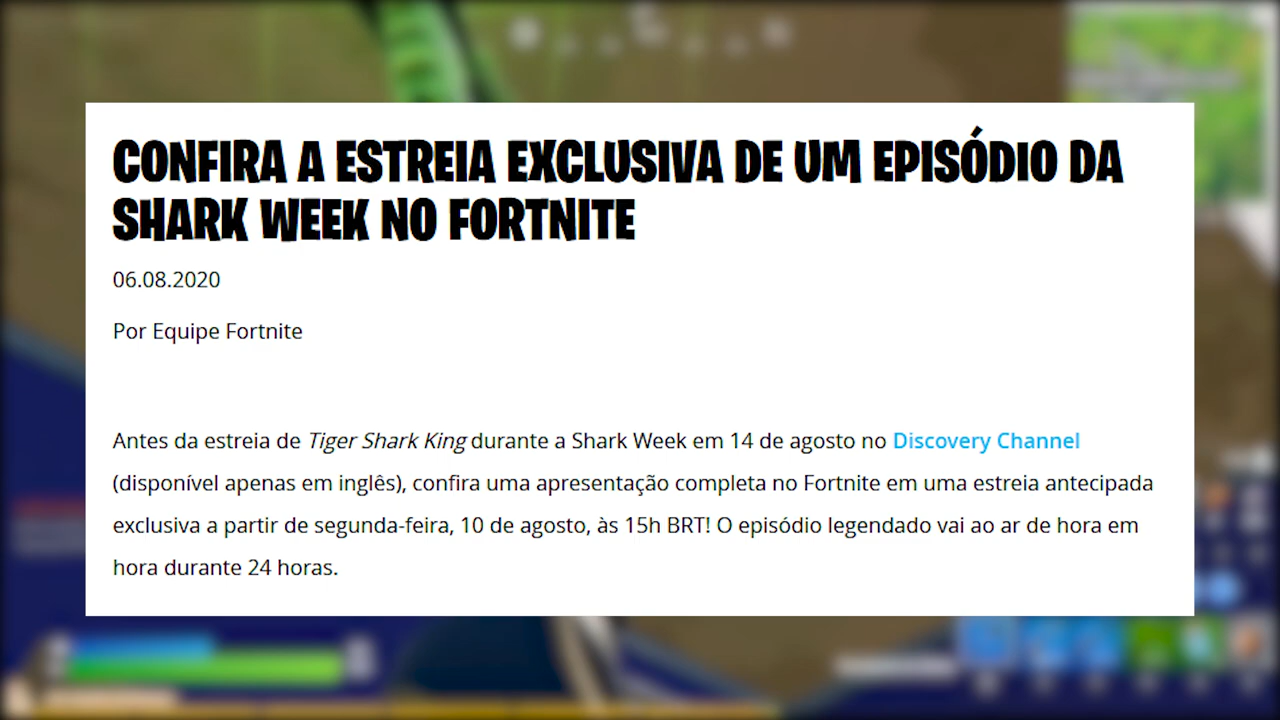 CONFIRA A ESTREIA EXCLUSIVA DE UM EPISÓDIO DA
SHARK WEEK NO FORTNITE
06.08.2020
Por Equipe Fortnite
Antes da estreia de Tiger Shark King durante a Shark Week em 14 de agosto no Discovery Channel
(disponível apenas em inglês), confira uma apresentação completa no Fortnite em uma estreia antecipada
exclusiva a partir de segunda-feira, 10 de agosto, às 15h BRT! O episódio legendado vai ao ar de hora em
hora durante 24 horas.